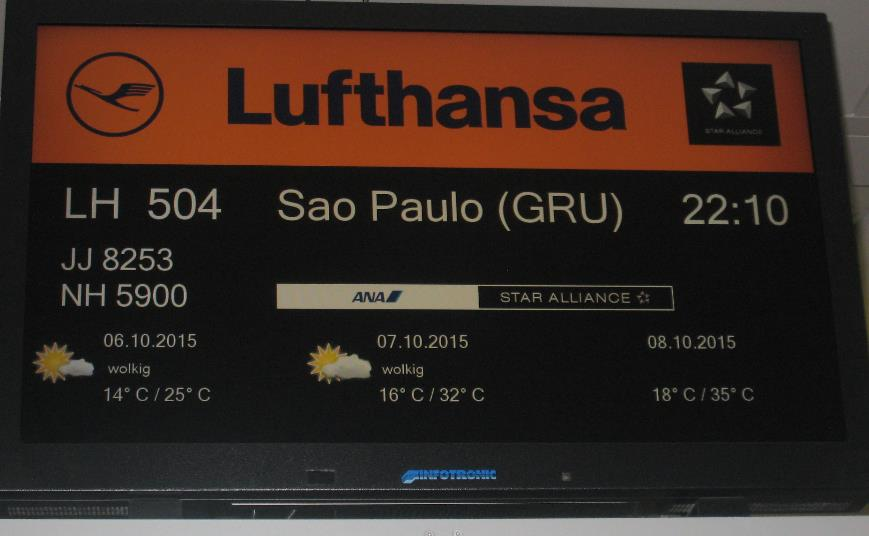 Lufthansa
STAR ALLIANCE
LH 504 Sao Paulo (GRU) 22:10
JJ 8253
NH 5900
ANA STAR ALLIANCE
06.10.2015 07.10.2015 08.10.2015
wolkig wolkig
14° C / 25° C 16° C / 32° C 18° C / 35° C
INFOTRONIC